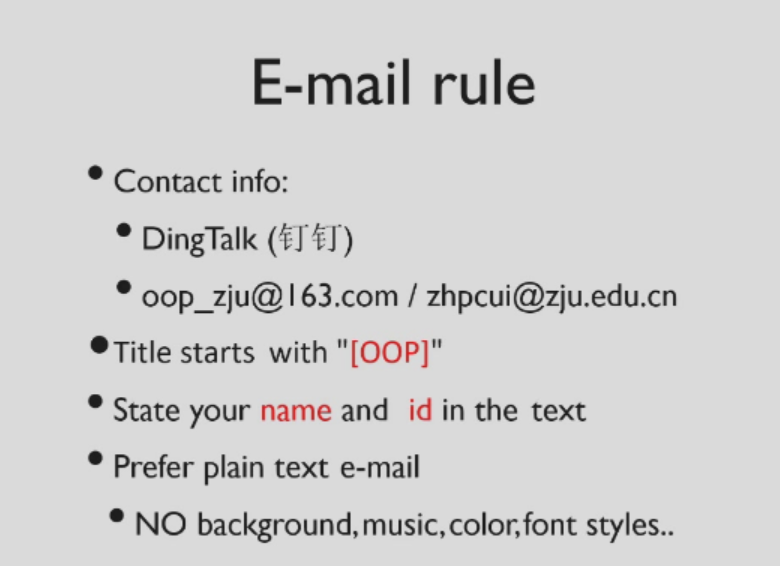 E-mail rule
• Contact info:
• DingTalk (钉钉)
• oop_zju@163.com / zhpcui@zju.edu.cn
• Title starts with "[OOP]"
• State your name and id in the text
• Prefer plain text e-mail
• NO background,music,color,font styles..